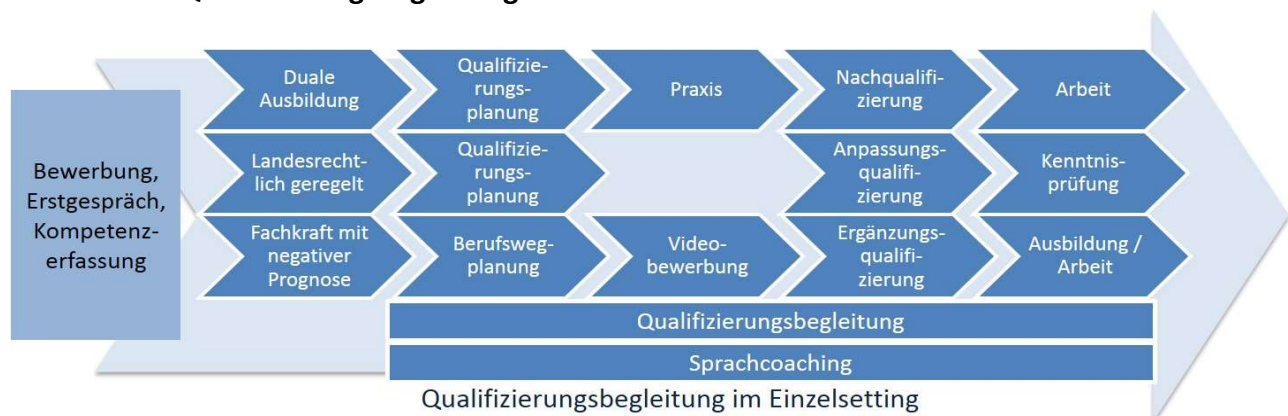 Duale
Ausbildung
Qualifizie-
rungs-
planung
Praxis
Nachqualifi-
zierung
Arbeit
Bewerbung,
Erstgespräch,
Kompetenz-
erfassung
Landesrecht-
lich geregelt
Qualifizie-
rungs-
planung
Anpassungs-
qualifi-
zierung
Kenntnis-
prüfung
Fachkraft mit
negativer
Prognose
Berufsweg-
planung
Video-
bewerbung
Ergänzungs-
qualifi-
zierung
Ausbildung /
Arbeit
Qualifizierungsbegleitung
Sprachcoaching
Qualifizierungsbegleitung im Einzelsetting